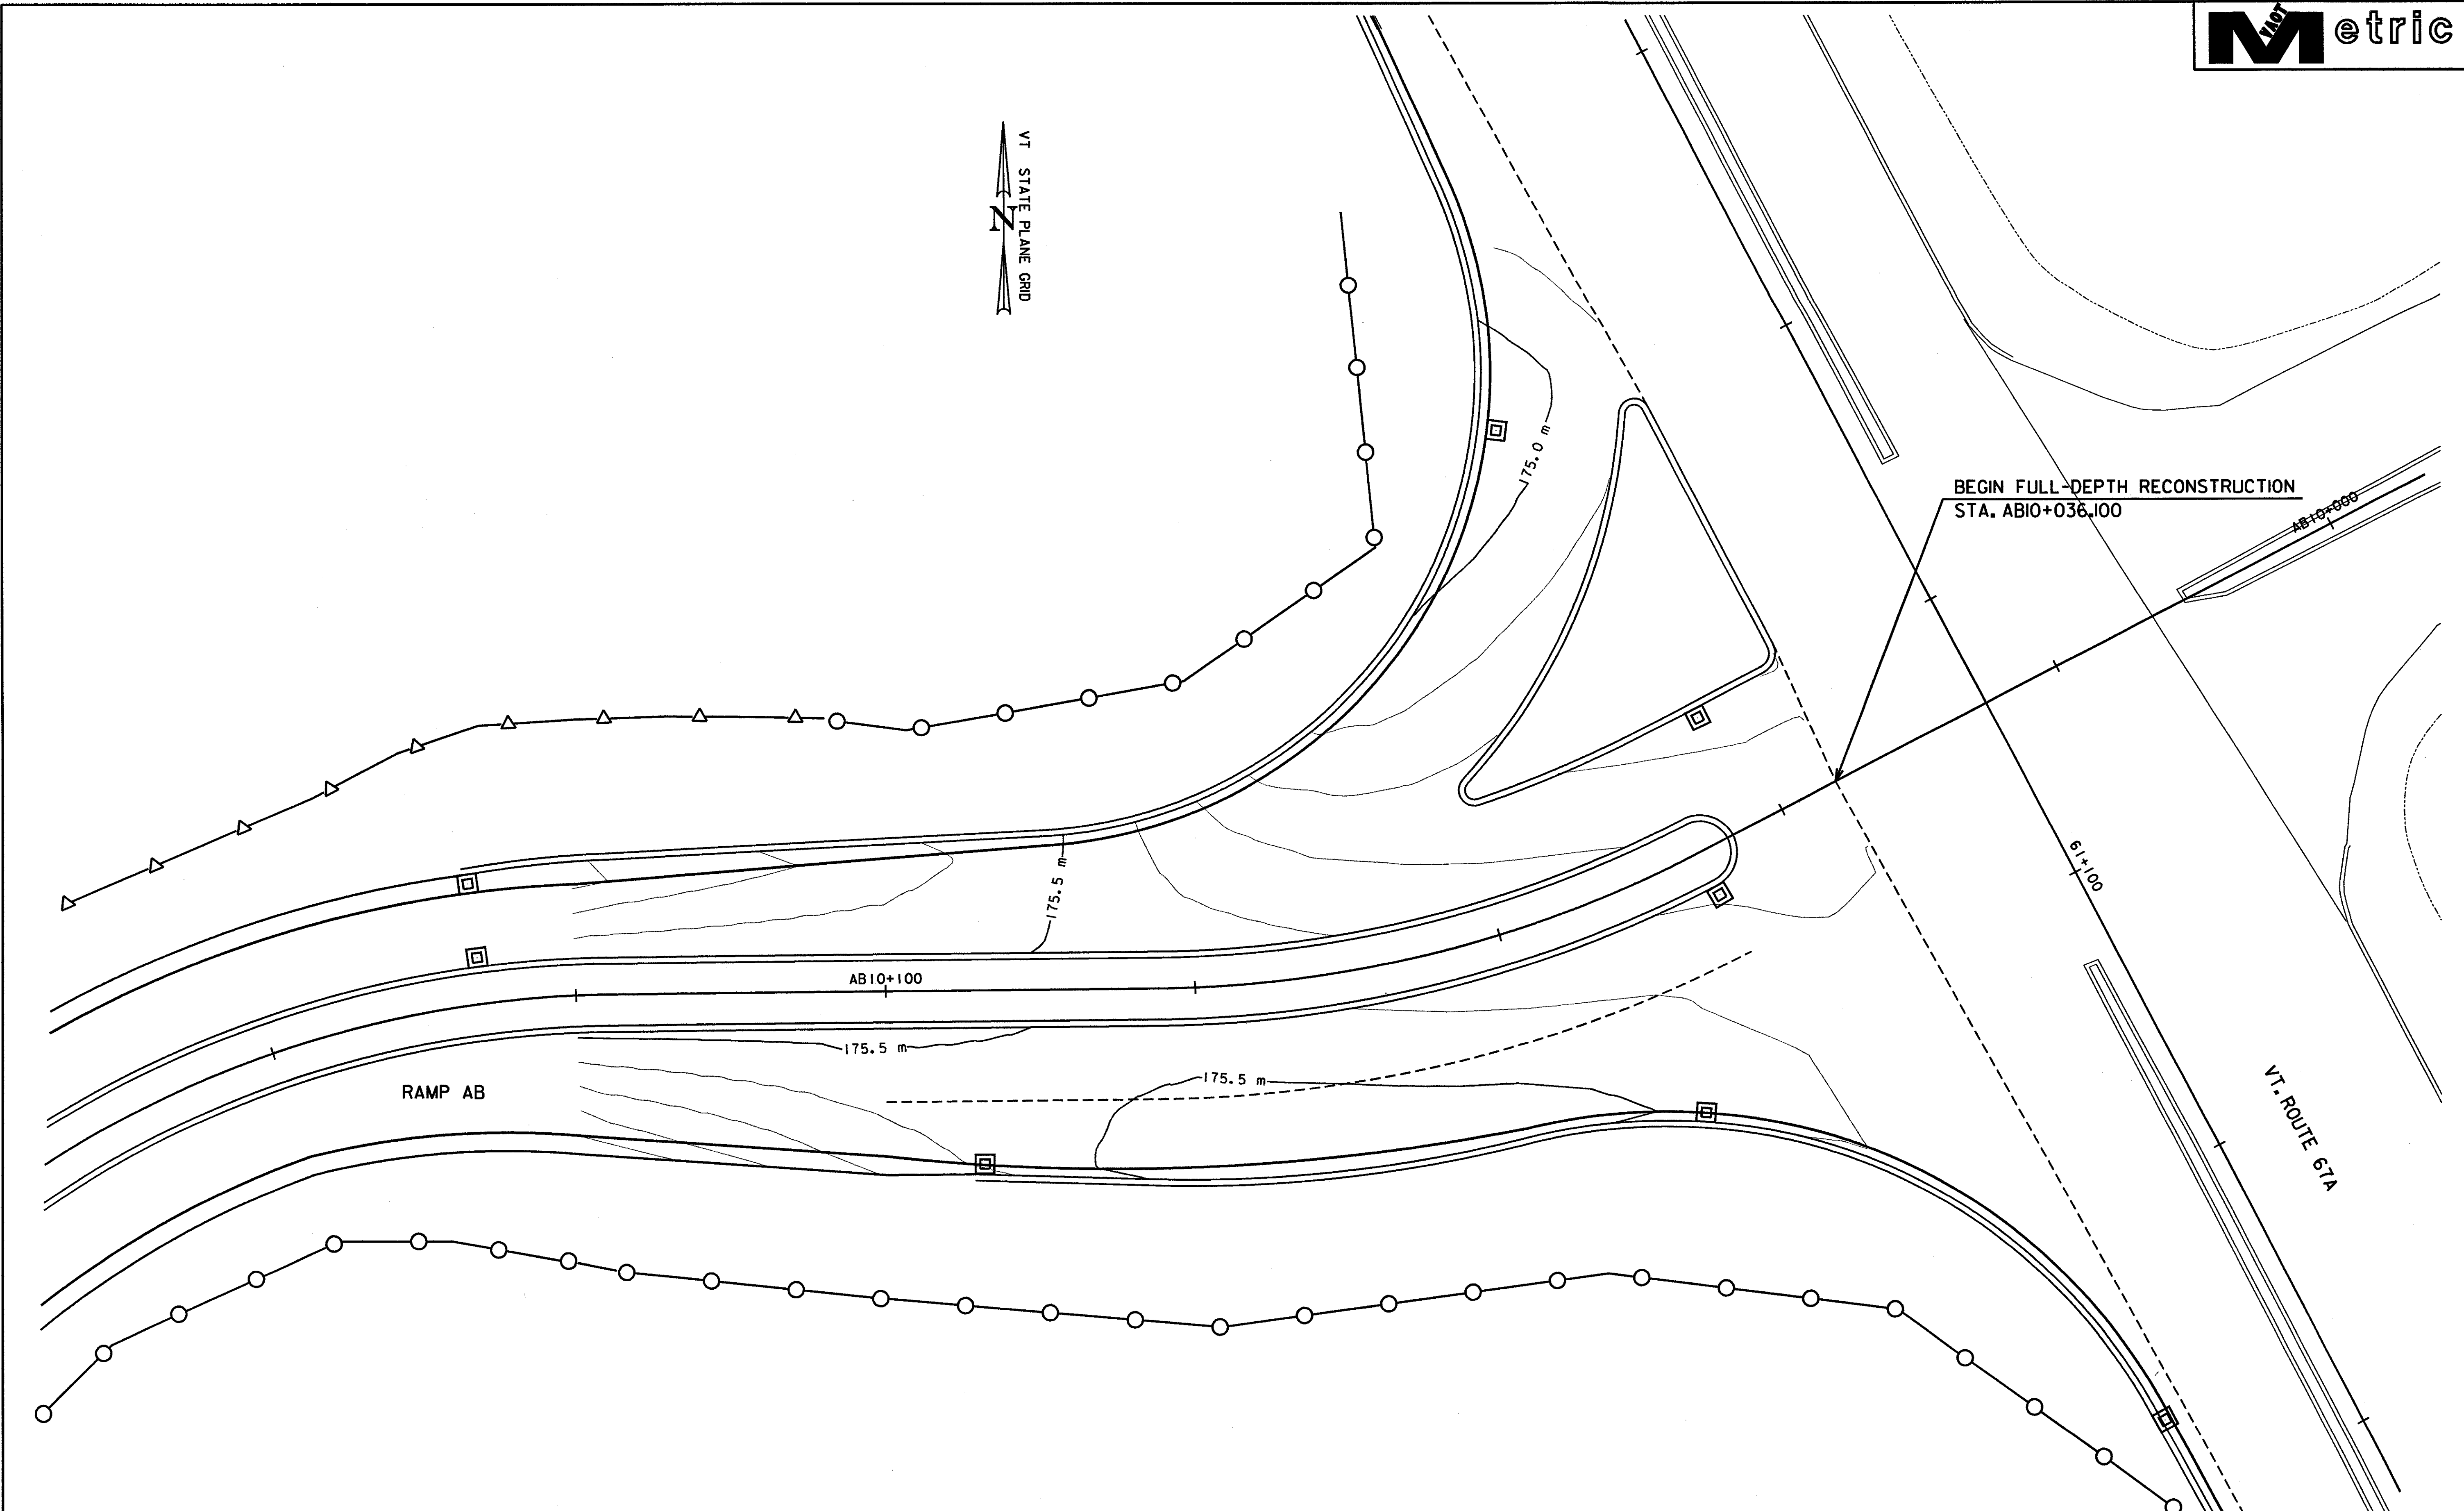 VAOT
Metric
VT STATE PLANE GRID
N
175.0 m
BEGIN FULL-DEPTH RECONSTRUCTION
STA. AB10+036.100
AB10+000
61+100
175.5 m
AB10+100
175.5 m
175.5 m
RAMP AB
VT. ROUTE 67A